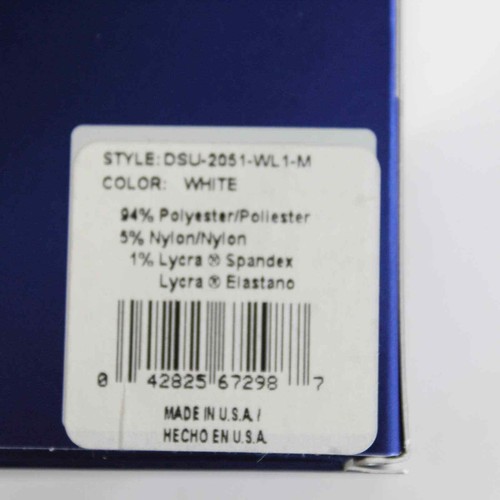 STYLE: DSU-2051-WL1-M
COLOR: WHITE
94% Polyester/Poliester
5% Nylon/Nylon
1% Lycra ® Spandex
Lycra ® Elastano
0 42825 67298 7
MADE IN U.S.A. /
HECHO EN U.S.A.